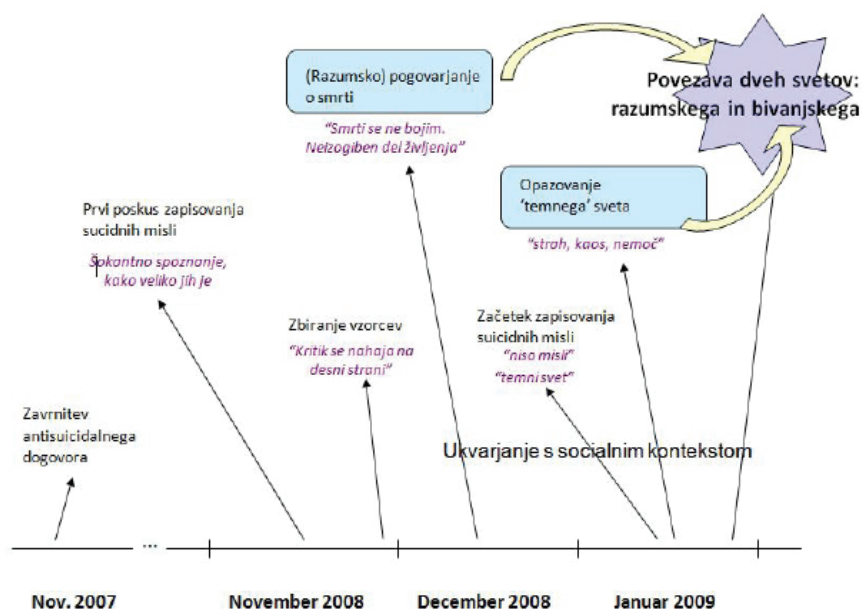 (Razumsko) pogovarjanje
o smrti
Povezava dveh svetov:
razumskega in bivanjskega
"Smrti se ne bojim.
Neizogiben del življenja"
Opazovanje
'temnega' sveta
Prvi poskus zapisovanja
sucidnih misli
"strah, kaos, nemoč"
Šokantno spoznanje,
kako veliko jih je
Zbiranje vzorcev
"Kritik se nahaja na
desni strani"
Začetek zapisovanja
suicidnih misli
"niso misli"
"temni svet"
Zavrnitev
antisuicidalnega
dogovora
Ukvarjanje s socialnim kontekstom
...
Nov. 2007
November 2008
December 2008
Januar 2009